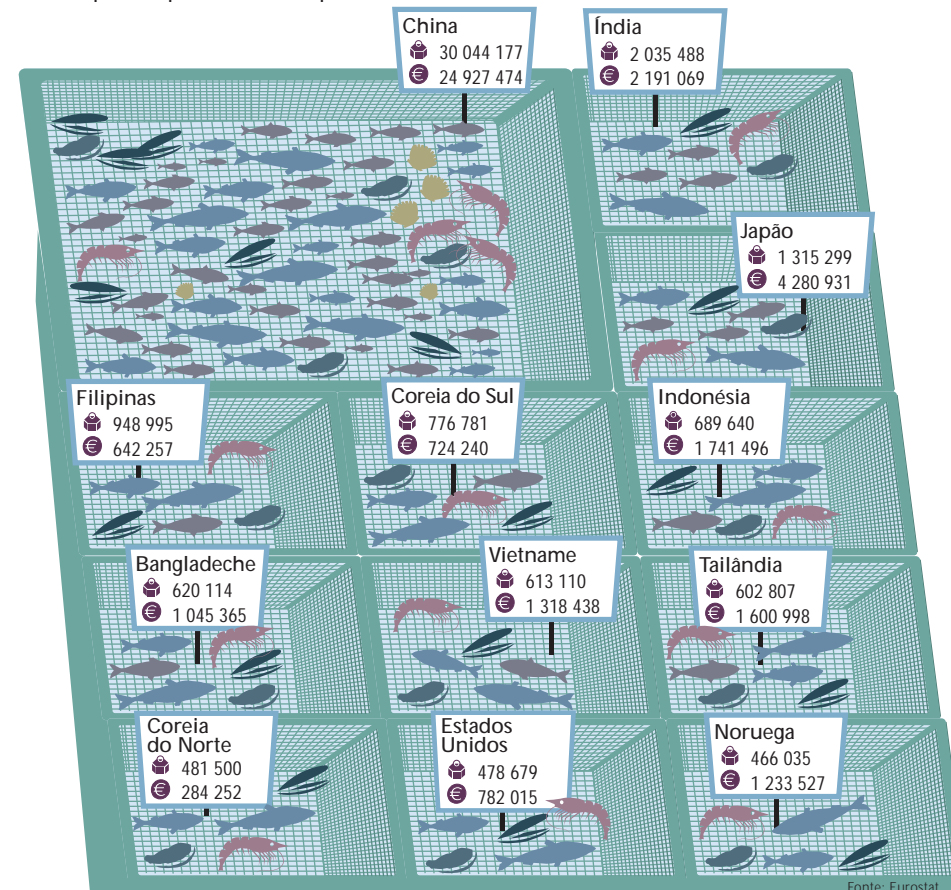 China
30 044 177
24 927 474
Índia
2 035 488
2 191 069
Japão
1 315 299
4 280 931
Filipinas
948 995
642 257
Coreia do Sul
776 781
724 240
Indonésia
689 640
1 741 496
Bangladeche
620 114
1 045 365
Vietname
613 110
1 318 438
Tailândia
602 807
1 600 998
Coreia
do Norte
481 500
284 252
Estados
Unidos
478 679
782 015
Noruega
466 035
1 233 527
Fonte: Eurostat